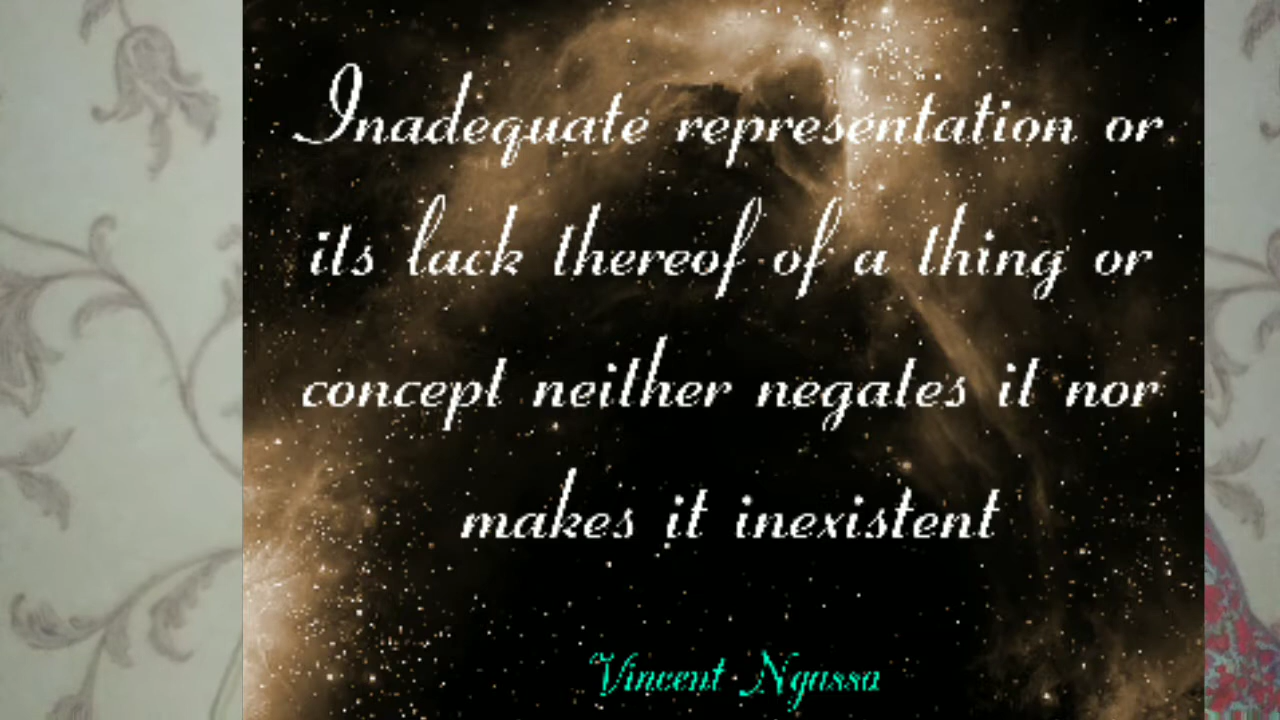 Inadequate representation or
its lack thereof of a thing or
concept neither negates it nor
makes it inexistent
Vincent Ngassa